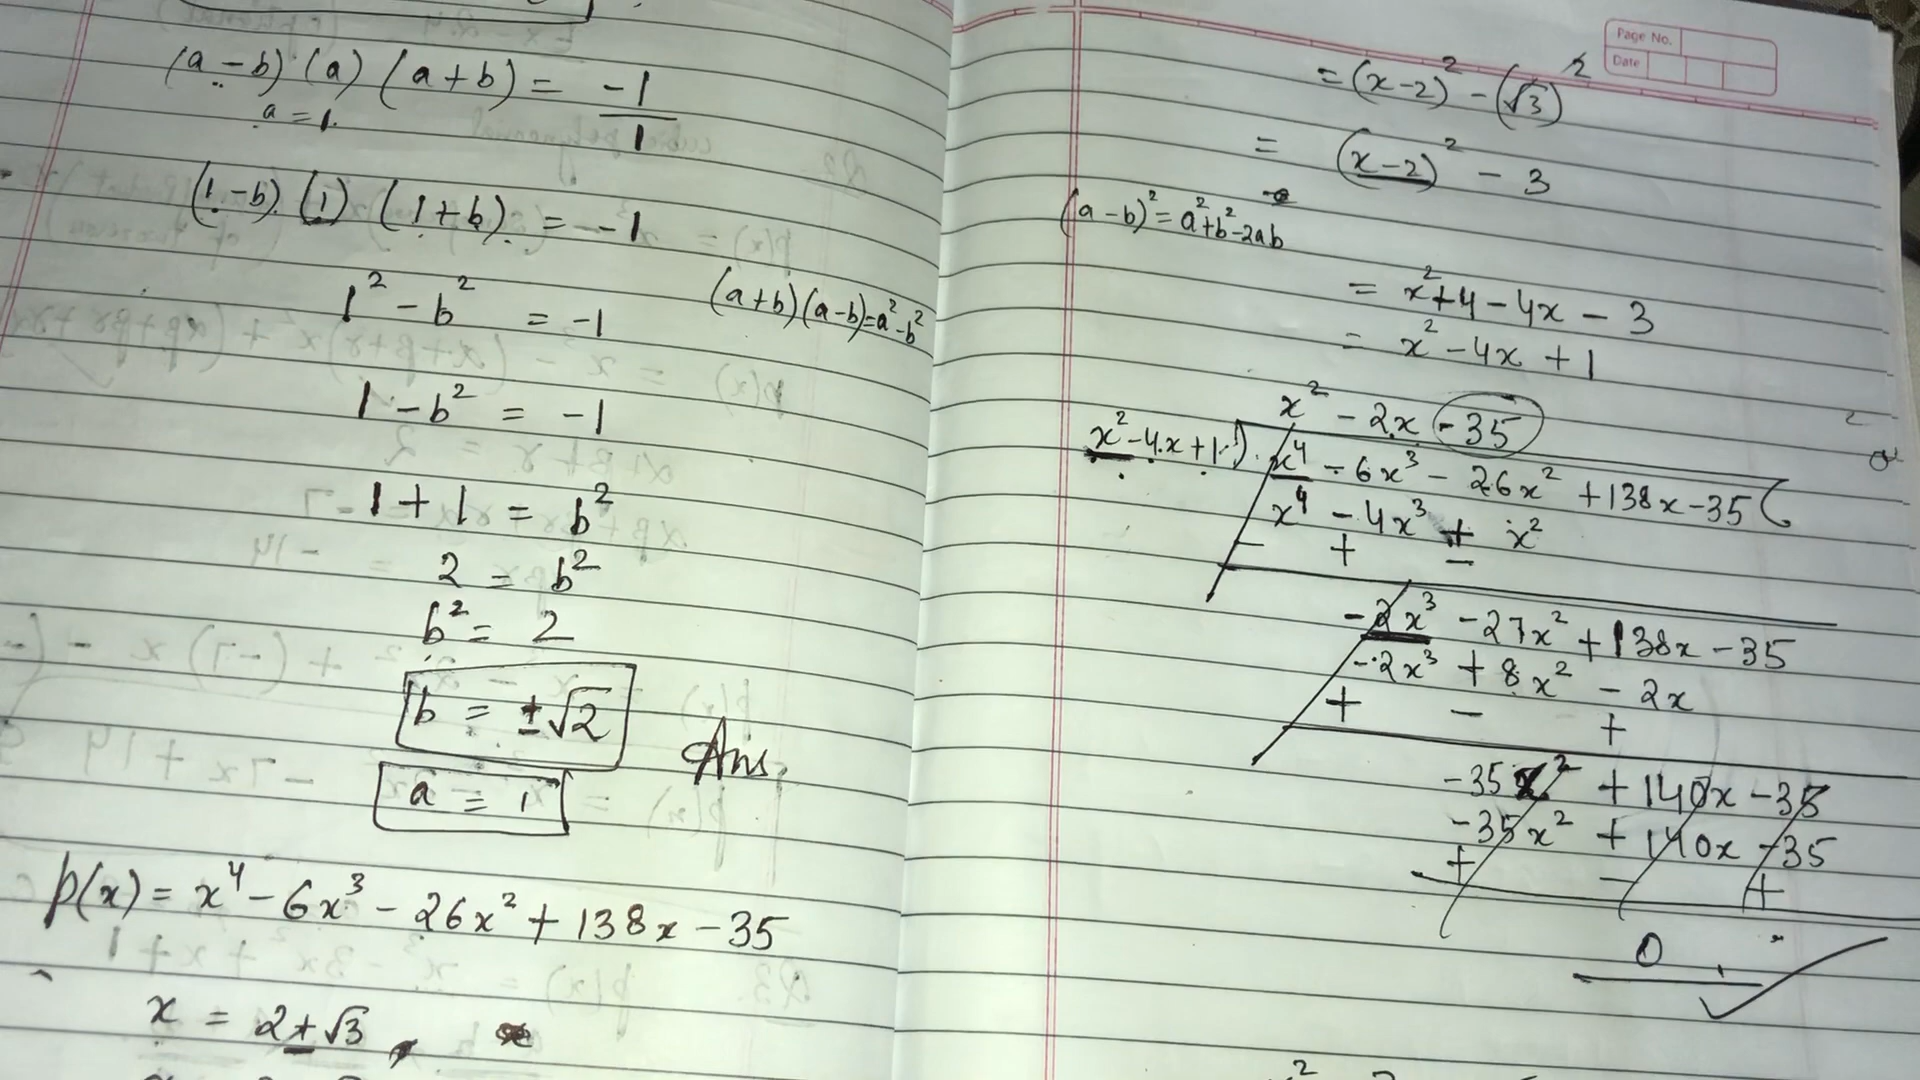 (a - b) (a) (a + b) = -1/1
a = 1
(1 - b) (1) (1 + b) = -1
1² - b² = -1
(a + b)(a - b) = a² - b²
1 - b² = -1
1 + 1 = b²
2 = b²
b² = 2
b = ±√2
Ans.
a = 1
p(x) = x⁴ - 6x³ - 26x² + 138x - 35
x = 2 ± √3
Page No.
Date
= (x-2)² - (√3)²
= (x-2)² - 3
(a - b)² = a² + b² - 2ab
= x² + 4 - 4x - 3
= x² - 4x + 1
x² - 2x - 35
x² - 4x + 1 ) x⁴ - 6x³ - 26x² + 138x - 35 (
x⁴ - 4x³ + x²
- + -
-2x³ - 27x² + 138x - 35
-2x³ + 8x² - 2x
+ - +
-35x² + 140x - 35
-35x² + 140x - 35
+ - +
0